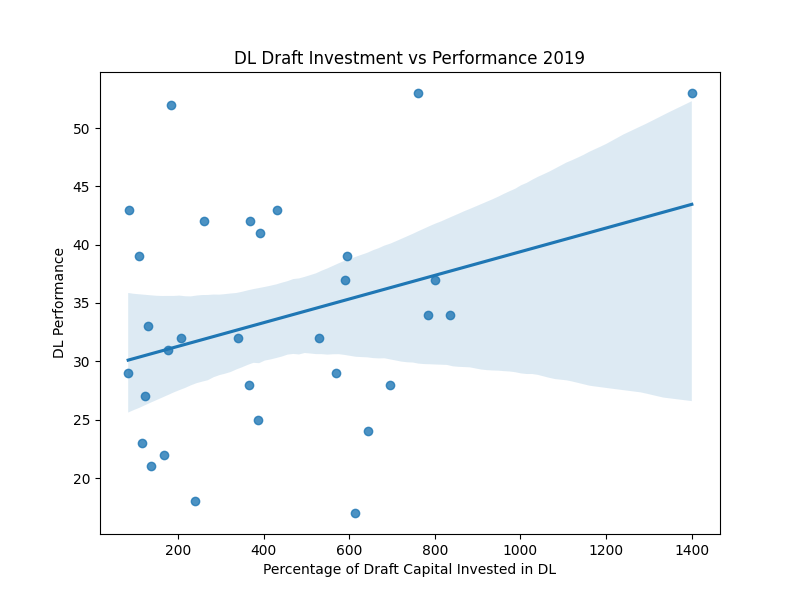 DL Draft Investment vs Performance 2019
50
45
40
35
30
25
20
DL Performance
200 400 600 800 1000 1200 1400
Percentage of Draft Capital Invested in DL